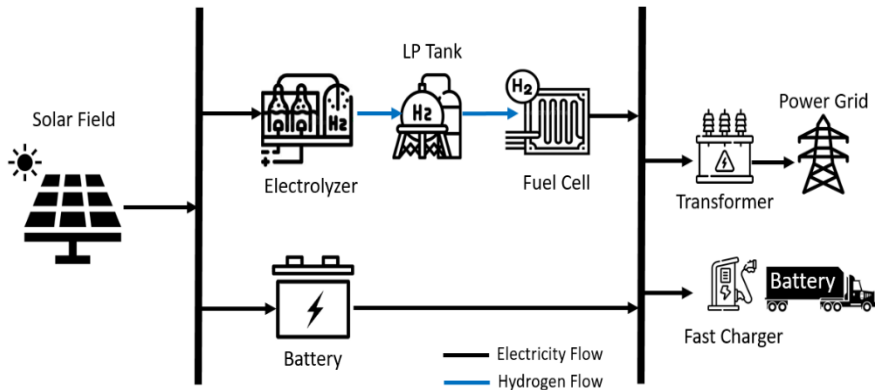 LP Tank
Solar Field
H2
H2
H2
Power Grid
Electrolyzer
Fuel Cell
Transformer
Battery
Battery
Fast Charger
Electricity Flow
Hydrogen Flow